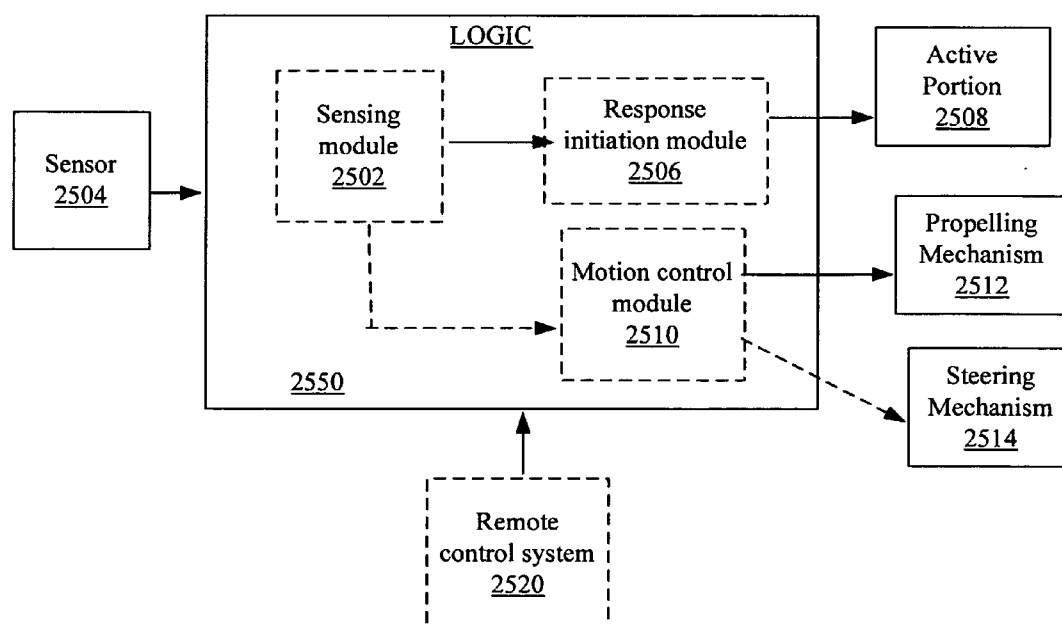 LOGIC
Sensor
2504
Sensing
module
2502
Response
initiation module
2506
Active
Portion
2508
Motion control
module
2510
Propelling
Mechanism
2512
Steering
Mechanism
2514
2550
Remote
control system
2520